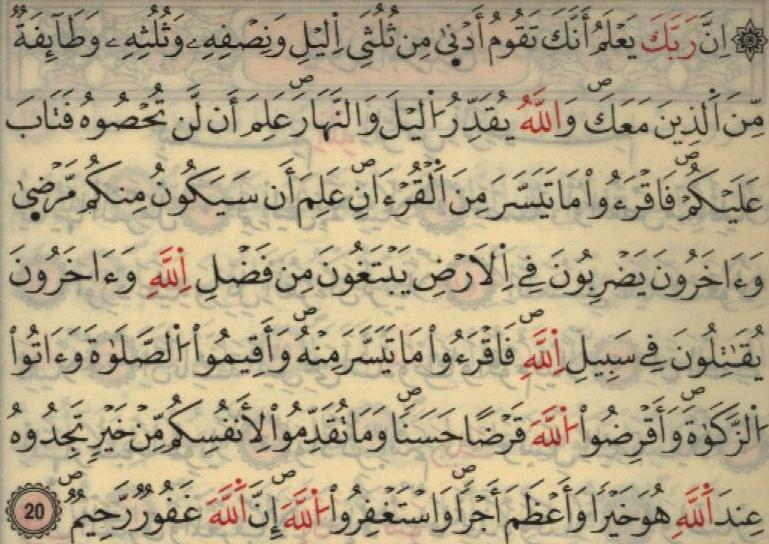 ۞ إِنَّ رَبَّكَ يَعْلَمُ أَنَّكَ تَقُومُ أَدْنَىٰ مِن ثُلُثَيِ اِ۬ليْلِ وَنِصْفِهِۦ وَثُلُثِهِۦ وَطَآئِفَةٞ
مِّنَ اَ۬لذِينَ مَعَكَۖ وَاللَّهُ يُقَدِّرُ اُ۬ليْلَ وَالنَّهَارَۖ عَلِمَ أَن لَّن تُحْصُوهُ فَتَابَ
عَلَيْكُمْۖ فَاقْرَءُواْ مَا تَيَسَّرَ مِنَ اَ۬لْقُرْءَانِۖ عَلِمَ أَن سَيَكُونُ مِنكُم مَّرْضَىٰ
وَءَاخَرُونَ يَضْرِبُونَ فِے اِ۬لَارْضِ يَبْتَغُونَ مِن فَضْلِ اِ۬للَّهِ وَءَاخَرُونَ
يُقَٰتِلُونَ فِے سَبِيلِ اِ۬للَّهِۖ فَاقْرَءُواْ مَا تَيَسَّرَ مِنْهُۖ وَأَقِيمُواْ اُ۬لصَّلَوٰةَ وَءَاتُواْ
اُ۬لزَّكَوٰةَۖ وَأَقْرِضُواْ اُ۬للَّهَ قَرْضًا حَسَنٗاۖ وَمَا تُقَدِّمُواْ لِأَنفُسِكُم مِّنْ خَيْرٖ تَجِدُوهُ
عِندَ اَ۬للَّهِ هُوَ خَيْرٗا وَأَعْظَمَ أَجْرٗاۖ وَاسْتَغْفِرُواْ اُ۬للَّهَۖ إِنَّ اَ۬للَّهَ غَفُورٞ رَّحِيمٞۖ 20